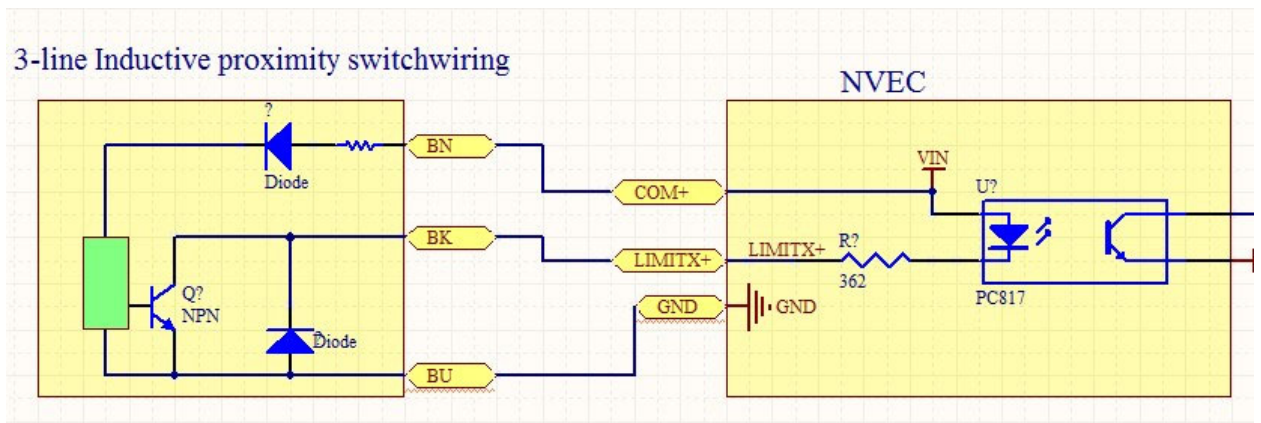 3-line Inductive proximity switchwiring
NVEC
?
Diode
BN
COM+
VIN
U?
BK
LIMITX+
LIMITX+
R?
362
PC817
Q?
NPN
?
Diode
GND
GND
BU